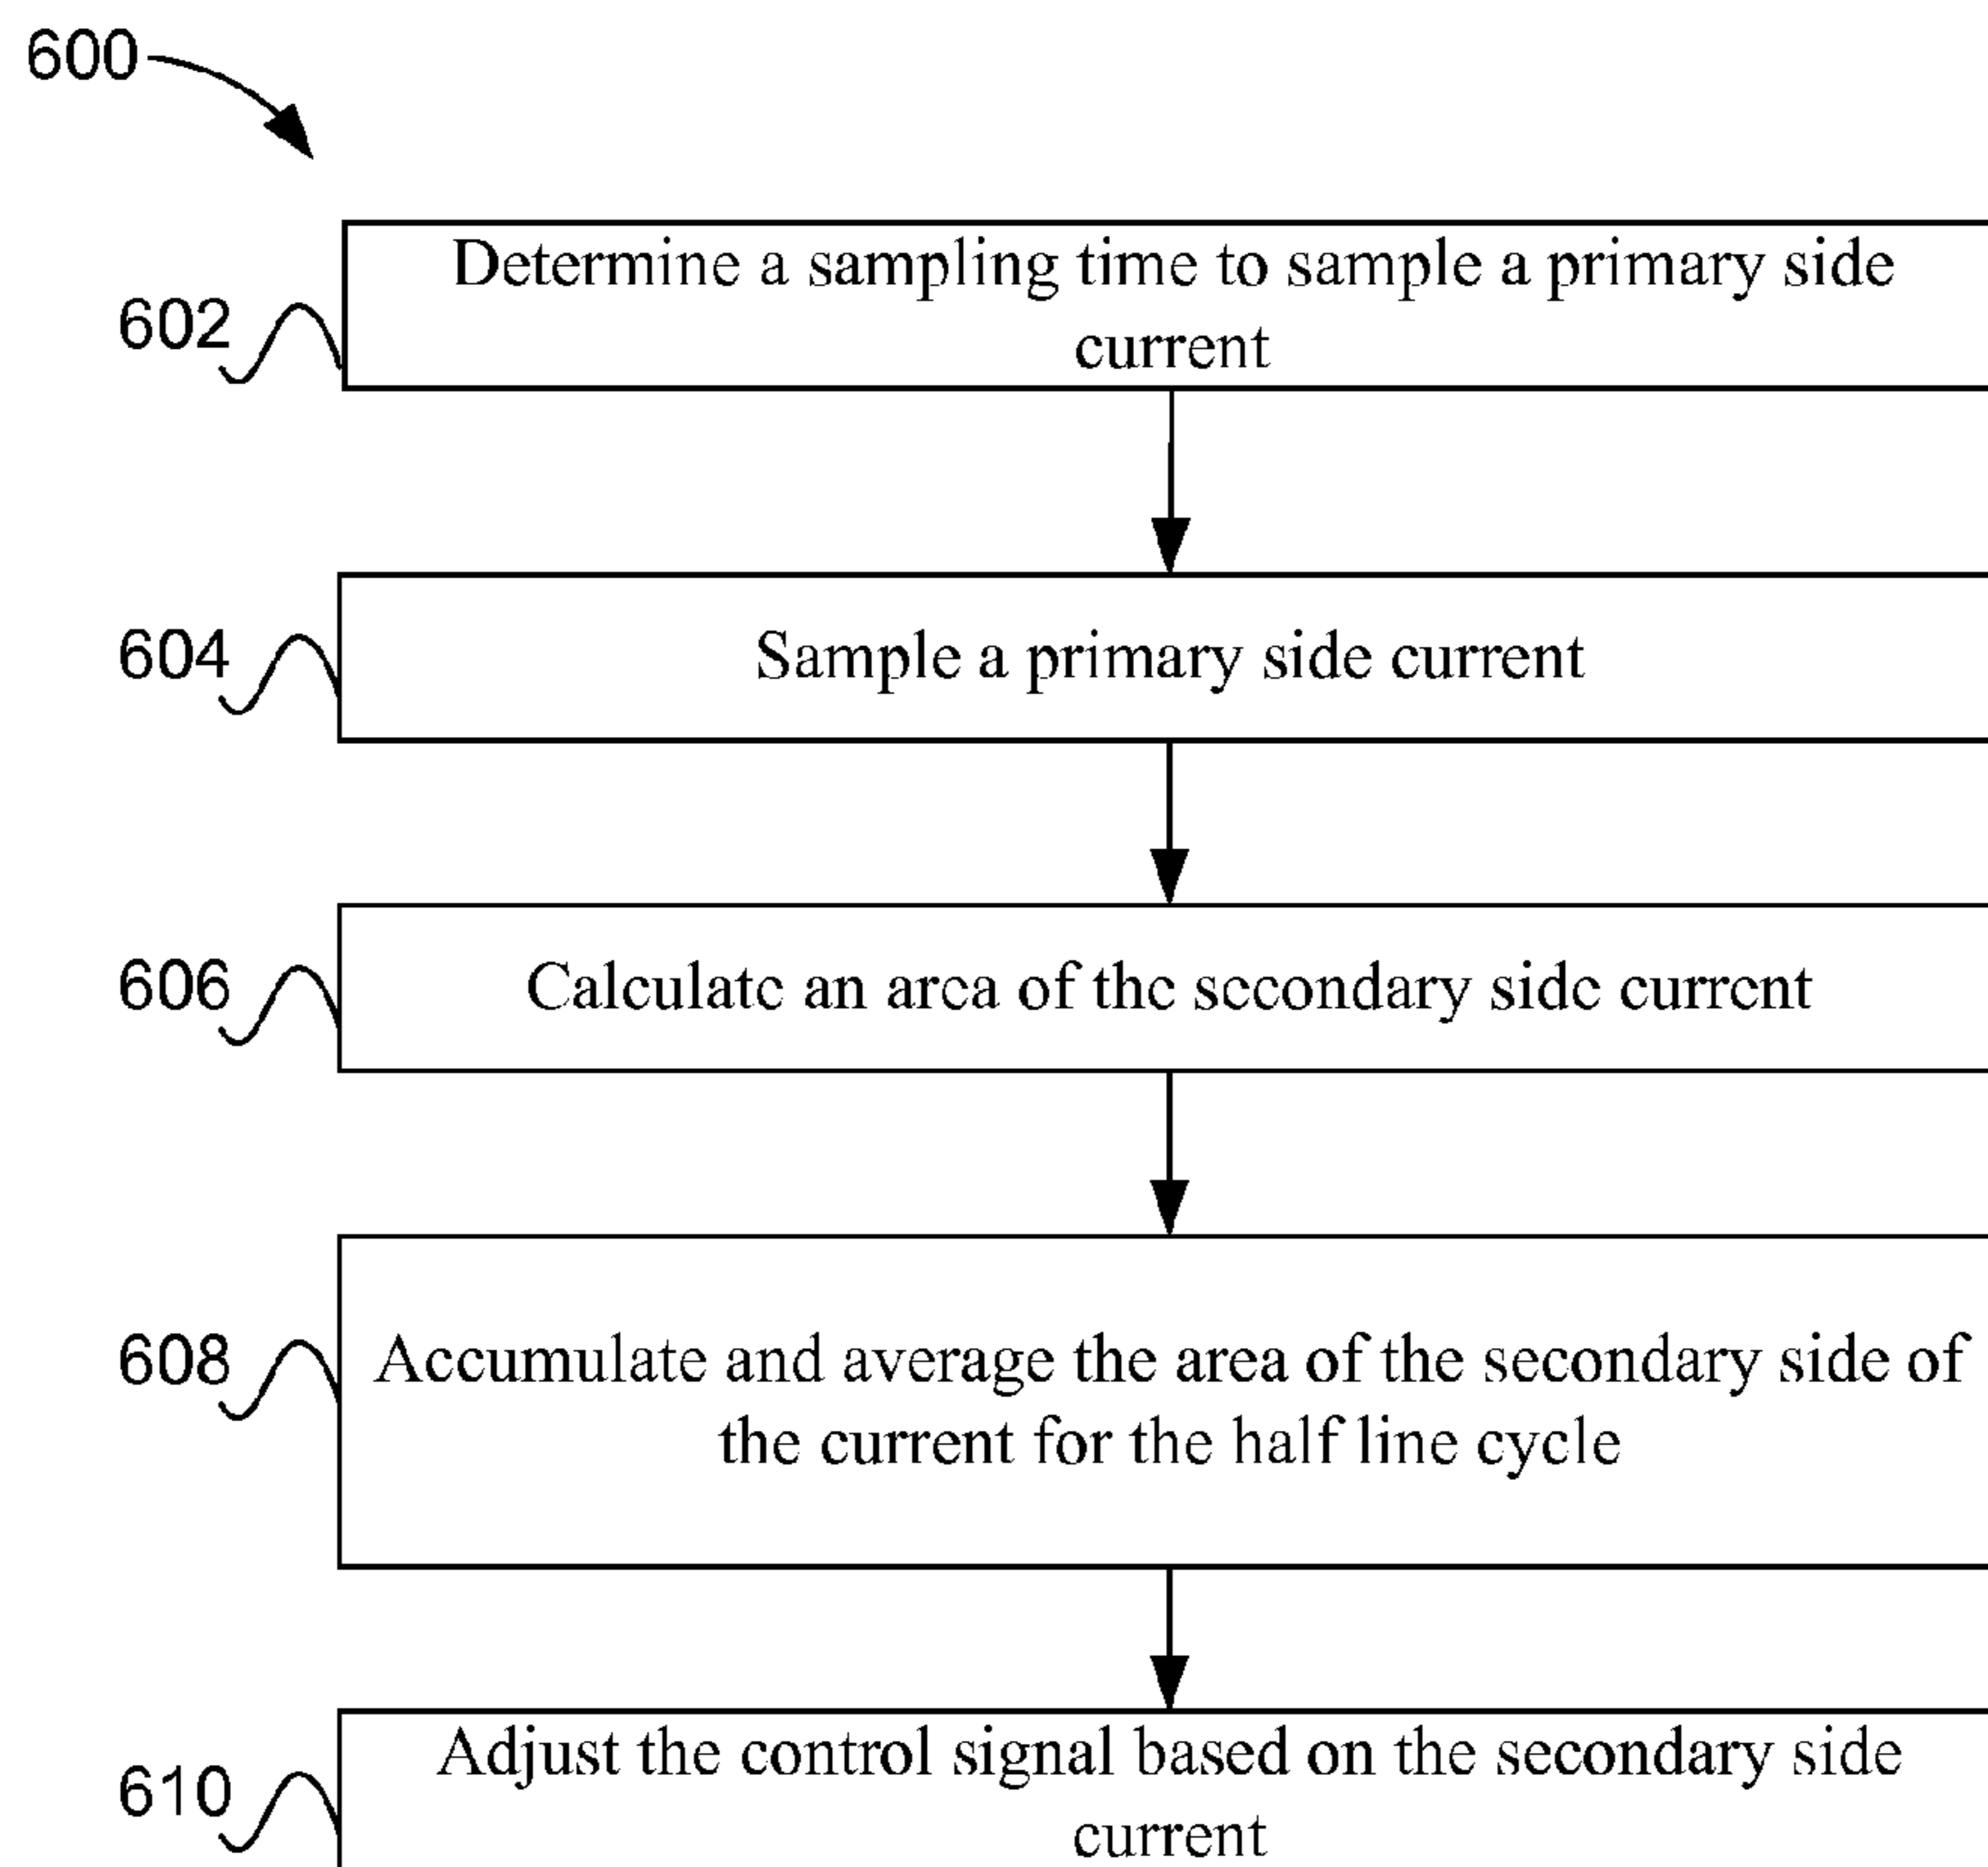 600
602
Determine a sampling time to sample a primary side
current
604
Sample a primary side current
606
Calculate an area of the secondary side current
608
Accumulate and average the area of the secondary side of
the current for the half line cycle
610
Adjust the control signal based on the secondary side
current